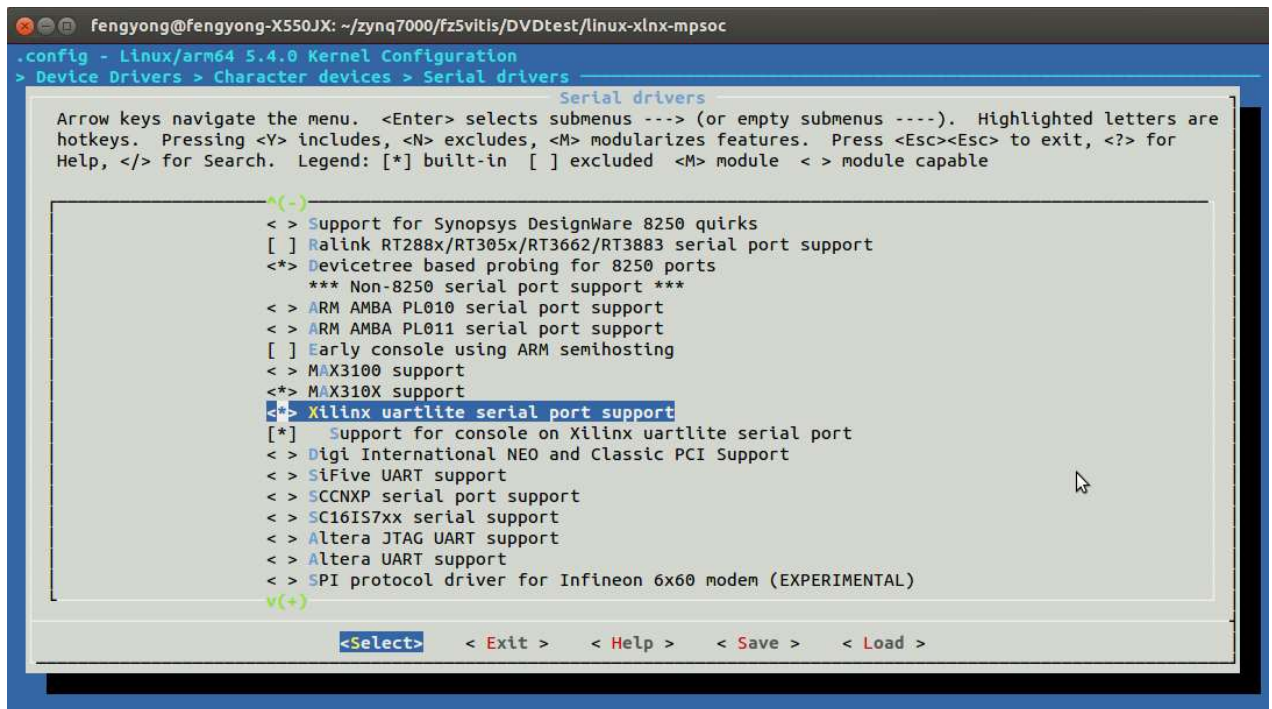 fengyong@fengyong-X550JX: ~/zynq7000/fz5vitis/DVDtest/linux-xlnx-mpsoc
.config - Linux/arm64 5.4.0 Kernel Configuration
> Device Drivers > Character devices > Serial drivers
Serial drivers
Arrow keys navigate the menu.  <Enter> selects submenus ---> (or empty submenus ----).  Highlighted letters are
hotkeys.  Pressing <Y> includes, <N> excludes, <M> modularizes features.  Press <Esc><Esc> to exit, <?> for
Help, </> for Search.  Legend: [*] built-in  [ ] excluded  <M> module  < > module capable
^(-)
< > Support for Synopsys DesignWare 8250 quirks
[ ] Ralink RT288x/RT305x/RT3662/RT3883 serial port support
<*> Devicetree based probing for 8250 ports
*** Non-8250 serial port support ***
< > ARM AMBA PL010 serial port support
< > ARM AMBA PL011 serial port support
[ ] Early console using ARM semihosting
< > MAX3100 support
<*> MAX310X support
<*> Xilinx uartlite serial port support
[*]   Support for console on Xilinx uartlite serial port
< > Digi International NEO and Classic PCI Support
< > SiFive UART support
< > SCCNXP serial port support
< > SC16IS7xx serial support
< > Altera JTAG UART support
< > Altera UART support
< > SPI protocol driver for Infineon 6x60 modem (EXPERIMENTAL)
v(+)
<Select>    < Exit >    < Help >    < Save >    < Load >